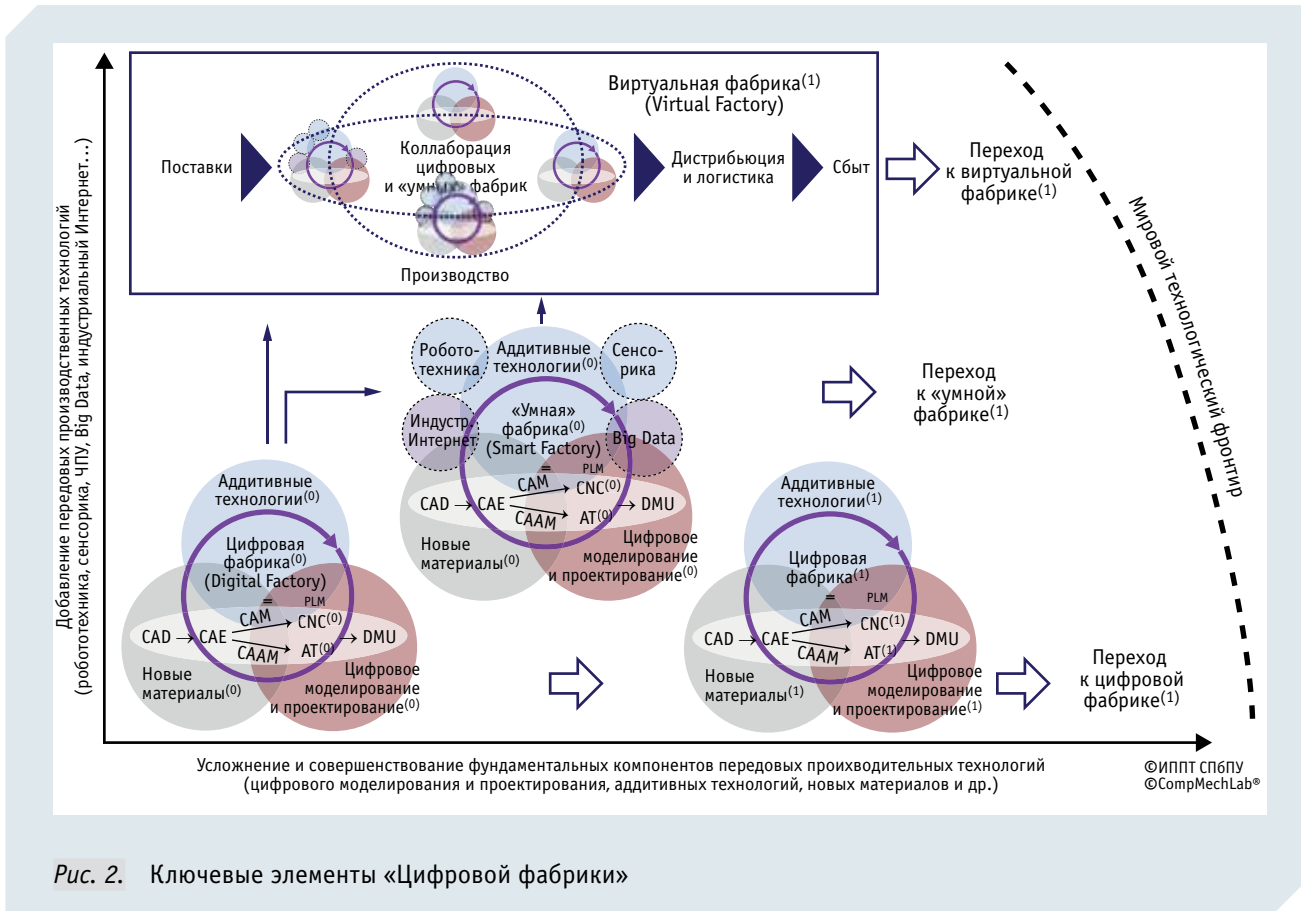 Добавление передовых производственных технологий
(робототехника, сенсорика, ЧПУ, Big Data, индустриальный Интернет...)
Виртуальная фабрика(1)
(Virtual Factory)
Поставки
Коллаборация
цифровых
и «умных» фабрик
Производство
Дистрибьюция
и логистика
Сбыт
Переход
к виртуальной
фабрике(1)
Мировой технологический фронтир
Робото-
техника
Аддитивные
технологии(0)
Сенсо-
рика
Индустр.
Интернет
«Умная»
фабрика(0)
(Smart Factory)
Big Data
=
PLM
CAD → CAE
CAM
CNC(0)
CAAM
AT(0)
→ DMU
Новые
материалы(0)
Цифровое
моделирование
и проектирование(0)
Переход
к «умной»
фабрике(1)
Аддитивные
технологии(0)
Цифровая
фабрика(0)
(Digital Factory)
=
PLM
CAD → CAE
CAM
CNC(0)
CAAM
AT(0)
→ DMU
Новые
материалы(0)
Цифровое
моделирование
и проектирование(0)
Аддитивные
технологии(1)
Цифровая
фабрика(1)
=
PLM
CAD → CAE
CAM
CNC(1)
CAAM
AT(1)
→ DMU
Новые
материалы(1)
Цифровое
моделирование
и проектирование(1)
Переход
к цифровой
фабрике(1)
Усложнение и совершенствование фундаментальных компонентов передовых проихводительных технологий
(цифрового моделирования и проектирования, аддитивных технологий, новых материалов и др.)
©ИППТ СПбПУ
©CompMechLab®
Рис. 2. Ключевые элементы «Цифровой фабрики»